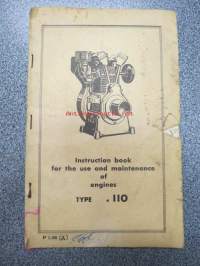 Instruction book
for the use and maintenance
of
engines
TYPE . 110